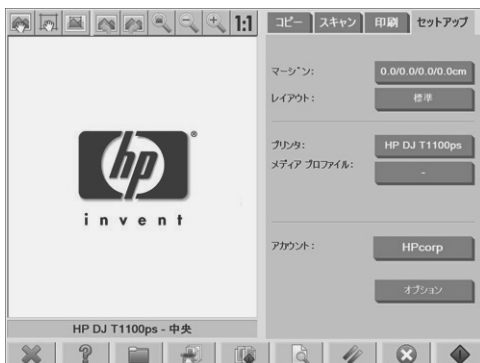 1:1
コピー スキャン 印刷 セットアップ
マージン: 0.0/0.0/0.0/0.0cm
レイアウト: 標準
プリンタ: HP DJ T1100ps
メディア プロファイル: -
アカウント: HPcorp
オプション
hp
invent
HP DJ T1100ps - 中央